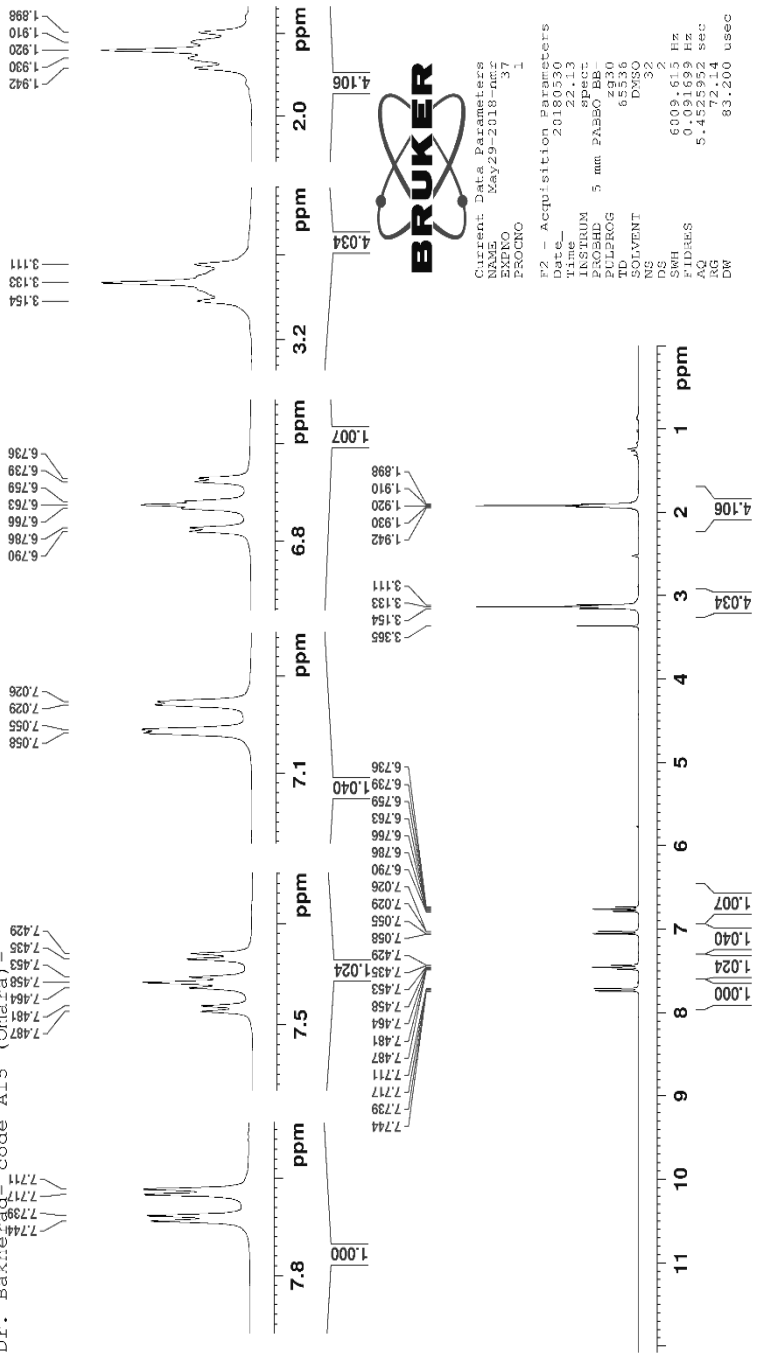 7.744
7.739
7.717
7.711
7.487
7.481
7.464
7.458
7.453
7.435
7.429
7.058
7.055
7.029
7.026
6.790
6.786
6.766
6.763
6.759
6.739
6.736
3.154
3.133
3.111
1.942
1.930
1.920
1.910
1.898
7.8 ppm
7.5 ppm
7.1 ppm
6.8 ppm
3.2 ppm
2.0 ppm
1.000
1.024
1.040
1.007
4.034
4.106
BRUKER
Current Data Parameters
NAME May29-2018-nmr
EXPNO 37
PROCNO 1
F2 - Acquisition Parameters
Date_ 20180530
Time 22.13
INSTRUM spect
PROBHD 5 mm PABBO BB-
PULPROG zg30
TD 65536
SOLVENT DMSO
NS 32
DS 2
SWH 6009.615 Hz
FIDRES 0.091699 Hz
AQ 5.4525952 sec
RG 72.14
DW 83.200 usec
7.744
7.739
7.717
7.711
7.487
7.481
7.464
7.458
7.453
7.435
7.429
7.058
7.055
7.029
7.026
6.790
6.786
6.766
6.763
6.759
6.739
6.736
3.365
3.154
3.133
3.111
1.942
1.930
1.920
1.910
1.898
11 10 9 8 7 6 5 4 3 2 1 ppm
1.000
1.024
1.040
1.007
4.034
4.106